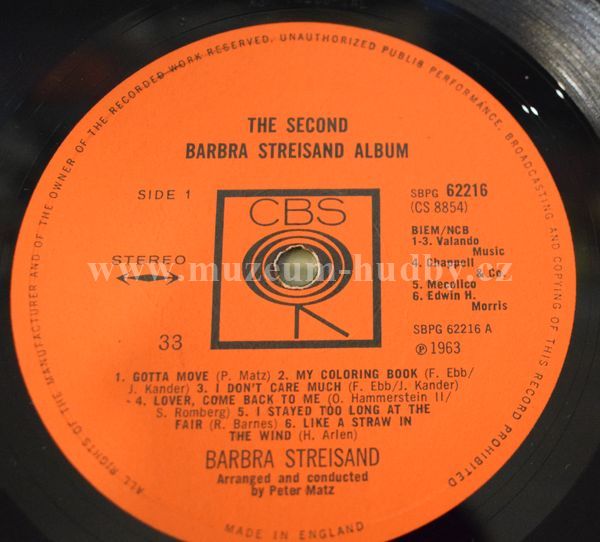 ALL RIGHTS OF THE MANUFACTURER AND OF THE OWNER OF THE RECORDED WORK RESERVED. UNAUTHORIZED PUBLIC PERFORMANCE, BROADCASTING AND COPYING OF THIS RECORD PROHIBITED
THE SECOND
BARBRA STREISAND ALBUM
SIDE 1
CBS
SBPG 62216
(CS 8854)
STEREO
BIEM/NCB
1-3. Valando
Music
4. Chappell
& Co.
5. Mecolico
6. Edwin H.
Morris
www.muzeum-hudby.cz
33
SBPG 62216 A
℗ 1963
1. GOTTA MOVE (P. Matz) 2. MY COLORING BOOK (F. Ebb/
J. Kander) 3. I DON'T CARE MUCH (F. Ebb/J. Kander)
4. LOVER, COME BACK TO ME (O. Hammerstein II/
S. Romberg) 5. I STAYED TOO LONG AT THE
FAIR (R. Barnes) 6. LIKE A STRAW IN
THE WIND (H. Arlen)
BARBRA STREISAND
Arranged and conducted
by Peter Matz
MADE IN ENGLAND